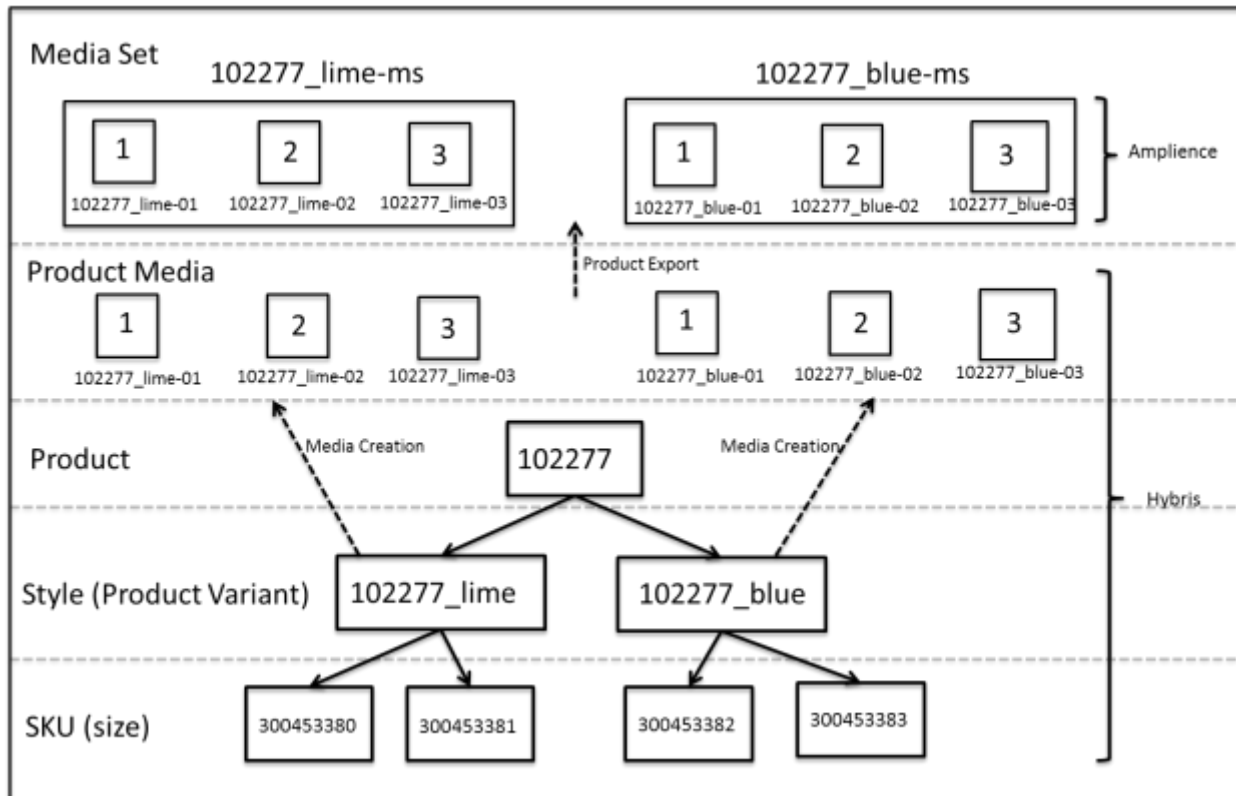 Media Set
102277_lime-ms
102277_blue-ms
1
2
3
1
2
3
102277_lime-01
102277_lime-02
102277_lime-03
102277_blue-01
102277_blue-02
102277_blue-03
Amplience
Product Export
Product Media
1
2
3
1
2
3
102277_lime-01
102277_lime-02
102277_lime-03
102277_blue-01
102277_blue-02
102277_blue-03
Media Creation
Media Creation
Product
102277
Hybris
Style (Product Variant)
102277_lime
102277_blue
SKU (size)
300453380
300453381
300453382
300453383